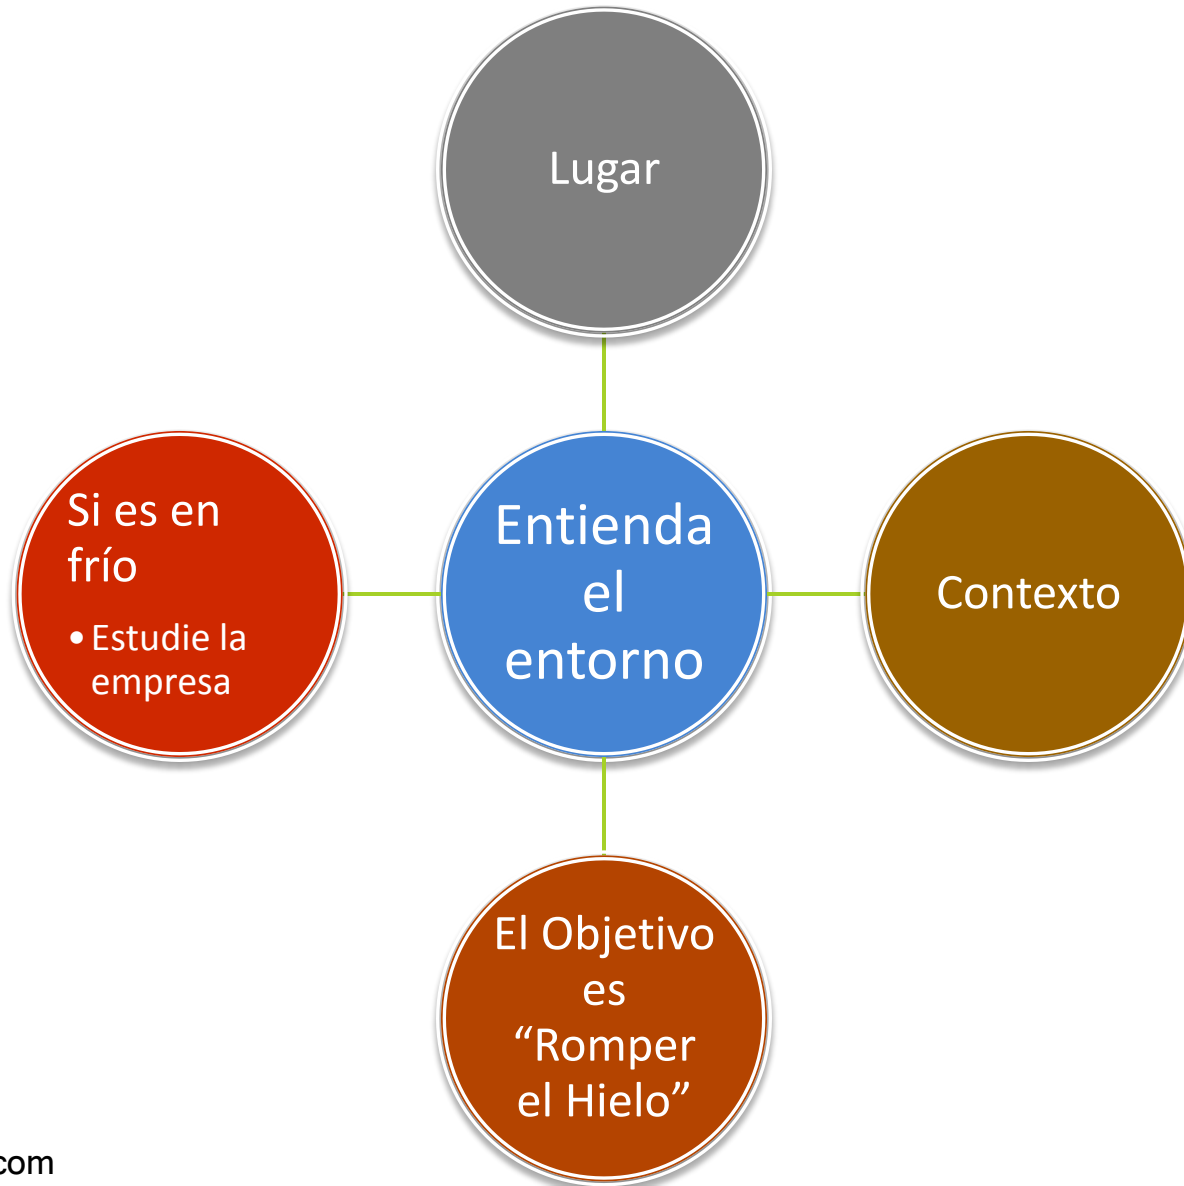 Lugar
Si es en
frío
• Estudie la
empresa
Entienda
el
entorno
Contexto
El Objetivo
es
“Romper
el Hielo”
com